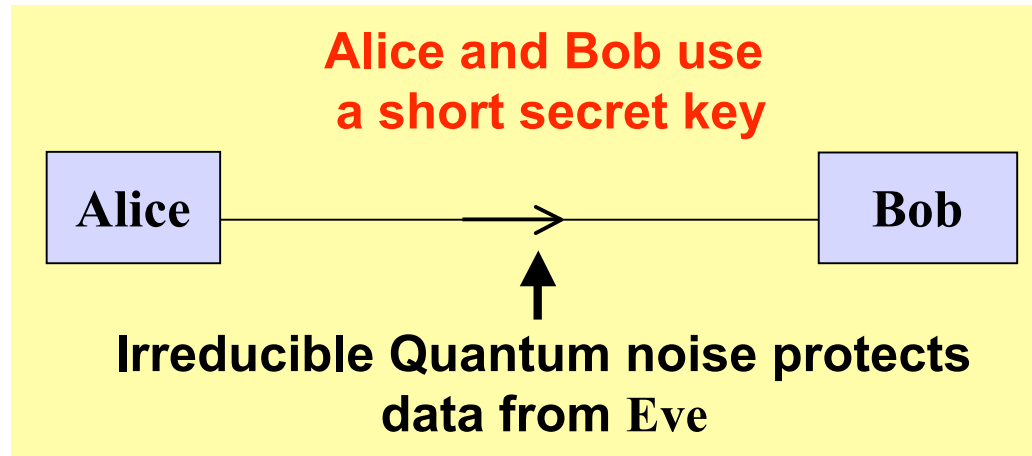 Alice and Bob use
a short secret key
Alice
Bob
Irreducible Quantum noise protects
data from Eve